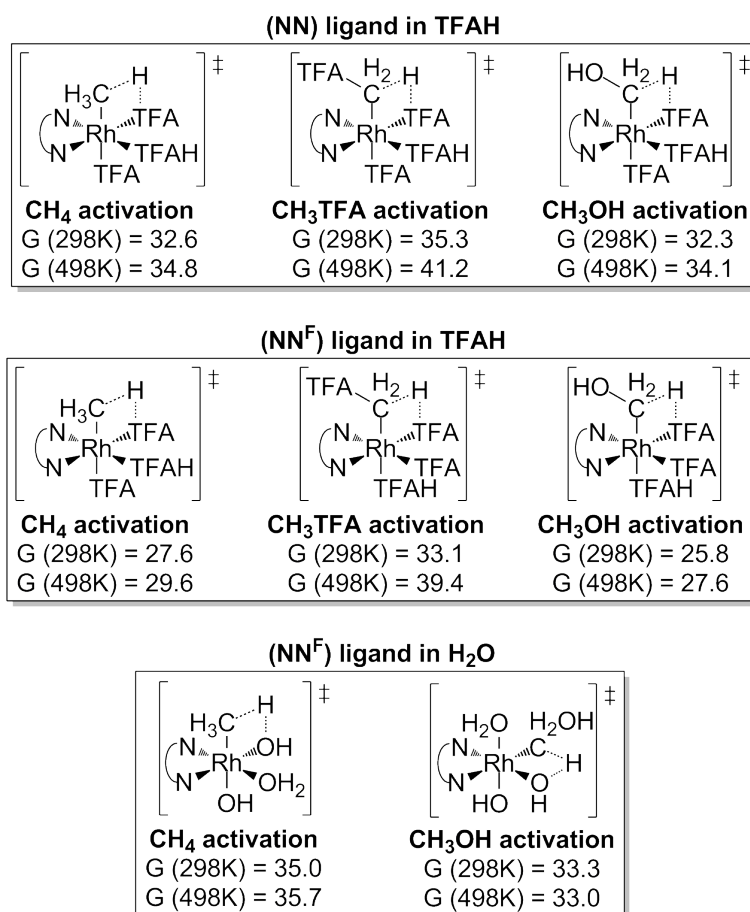 (NN) ligand in TFAH
H3C H N N Rh TFA TFAH TFA ‡
TFA H2 C H N N Rh TFA TFAH TFA ‡
HO H2 C H N N Rh TFA TFAH TFA ‡
CH4 activation CH3TFA activation CH3OH activation
G (298K) = 32.6 G (298K) = 35.3 G (298K) = 32.3
G (498K) = 34.8 G (498K) = 41.2 G (498K) = 34.1
(NN^F) ligand in TFAH
H3C H N N Rh TFA TFAH TFA ‡
TFA H2 C H N N Rh TFA TFA TFAH ‡
HO H2 C H N N Rh TFA TFA TFAH ‡
CH4 activation CH3TFA activation CH3OH activation
G (298K) = 27.6 G (298K) = 33.1 G (298K) = 25.8
G (498K) = 29.6 G (498K) = 39.4 G (498K) = 27.6
(NN^F) ligand in H2O
H3C H N N Rh OH OH2 OH ‡
H2O H2OH C H N N Rh O H HO ‡
CH4 activation CH3OH activation
G (298K) = 35.0 G (298K) = 33.3
G (498K) = 35.7 G (498K) = 33.0